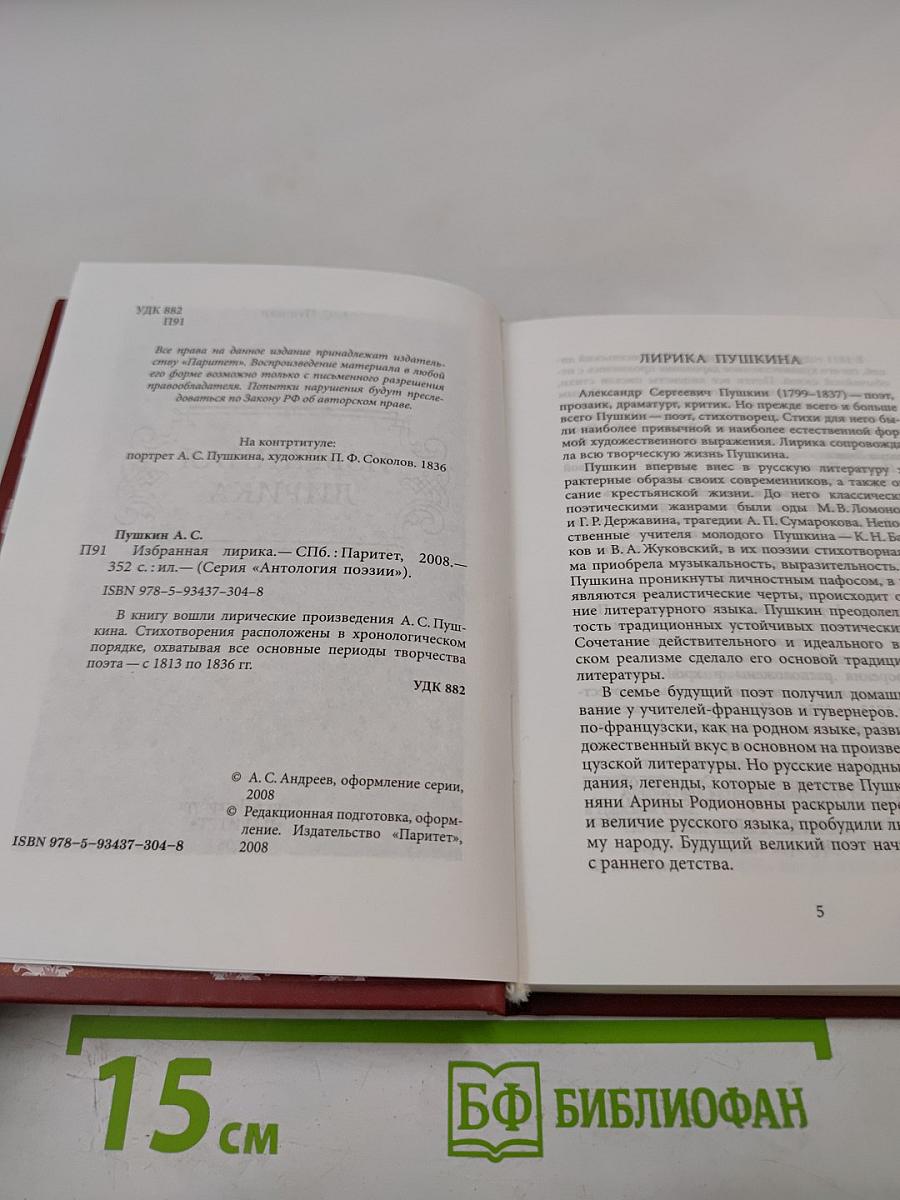 УДК 882
П91
Все права на данное издание принадлежат издатель-
ству «Паритет». Воспроизведение материала в любой
его форме возможно только с письменного разрешения
правообладателя. Попытки нарушения будут пресле-
доваться по Закону РФ об авторском праве.
На контртитуле:
портрет А. С. Пушкина, художник П. Ф. Соколов. 1836
Пушкин А. С.
П91 Избранная лирика.— СПб. : Паритет, 2008.—
352 с. : ил.— (Серия «Антология поэзии»).
ISBN 978–5–93437–304–8
В книгу вошли лирические произведения А. С. Пуш-
кина. Стихотворения расположены в хронологическом
порядке, охватывая все основные периоды творчества
поэта — с 1813 по 1836 гг.
УДК 882
© А. С. Андреев, оформление серии,
2008
© Редакционная подготовка, оформ-
ление. Издательство «Паритет»,
2008
ISBN 978–5–93437–304–8
ЛИРИКА ПУШКИНА
Александр Сергеевич Пушкин (1799–1837) — поэт,
прозаик, драматург, критик. Но прежде всего и больше
всего Пушкин — поэт, стихотворец. Стихи для него бы-
ли наиболее привычной и наиболее естественной фор-
мой художественного выражения. Лирика сопровожда-
ла всю творческую жизнь Пушкина.
Пушкин впервые внес в русскую литературу
рактерные образы своих современников, а также о
сание крестьянской жизни. До него классическ
поэтическими жанрами были оды М. В. Ломоно
и Г. Р. Державина, трагедии А. П. Сумарокова. Непо
ственные учителя молодого Пушкина — К. Н. Ба
ков и В. А. Жуковский, в их поэзии стихотворная
ма приобрела музыкальность, выразительность.
Пушкина проникнуты личностным пафосом, в
являются реалистические черты, происходит с
ние литературного языка. Пушкин преодолел
тость традиционных устойчивых поэтически
Сочетание действительного и идеального в
ском реализме сделало его основой традици
литературы.
В семье будущий поэт получил домашн
вание у учителей-французов и гувернеров.
по-французски, как на родном языке, разви
дожественный вкус в основном на произве
цузской литературы. Но русские народны
дания, легенды, которые в детстве Пушк
няни Арины Родионовны раскрыли пере
и величие русского языка, пробудили л
му народу. Будущий великий поэт нач
с раннего детства.
5
15 см
БФ БИБЛИОФАН